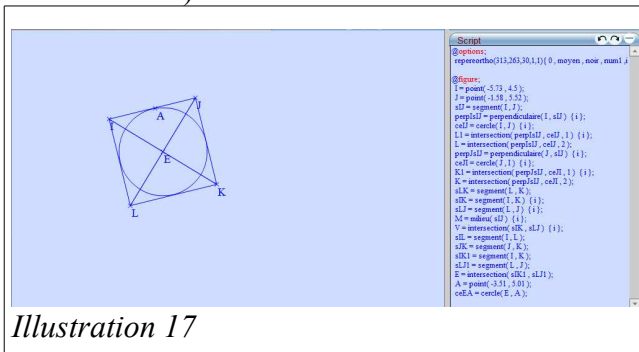 Script
@options;
repereortho(313,263,30,1,1){ 0 , moyen , noir , num1 ,i
@figure;
I = point( -5.73 , 4.5 );
J = point( -1.58 , 5.52 );
sIJ = segment( I , J );
perpIsIJ = perpendiculaire( I , sIJ ) { i };
ceIJ = cercle( I , J ) { i };
L1 = intersection( perpIsIJ , ceIJ , 1 ) { i };
L = intersection( perpIsIJ , ceIJ , 2 );
perpJsIJ = perpendiculaire( J , sIJ ) { i };
ceJI = cercle( J , I ) { i };
K1 = intersection( perpJsIJ , ceJI , 1 ) { i };
K = intersection( perpJsIJ , ceJI , 2 );
sLK = segment( L , K );
sIK = segment( I , K ) { i };
sLJ = segment( L , J ) { i };
M = milieu( sIJ ) { i };
V = intersection( sIK , sLJ ) { i };
sIL = segment( I , L );
sJK = segment( J , K );
sIK1 = segment( I , K );
sLJ1 = segment( L , J );
E = intersection( sIK1 , sLJ1 );
A = point( -3.51 , 5.01 );
ceEA = cercle( E , A );
J
A
I
E
K
L
Illustration 17